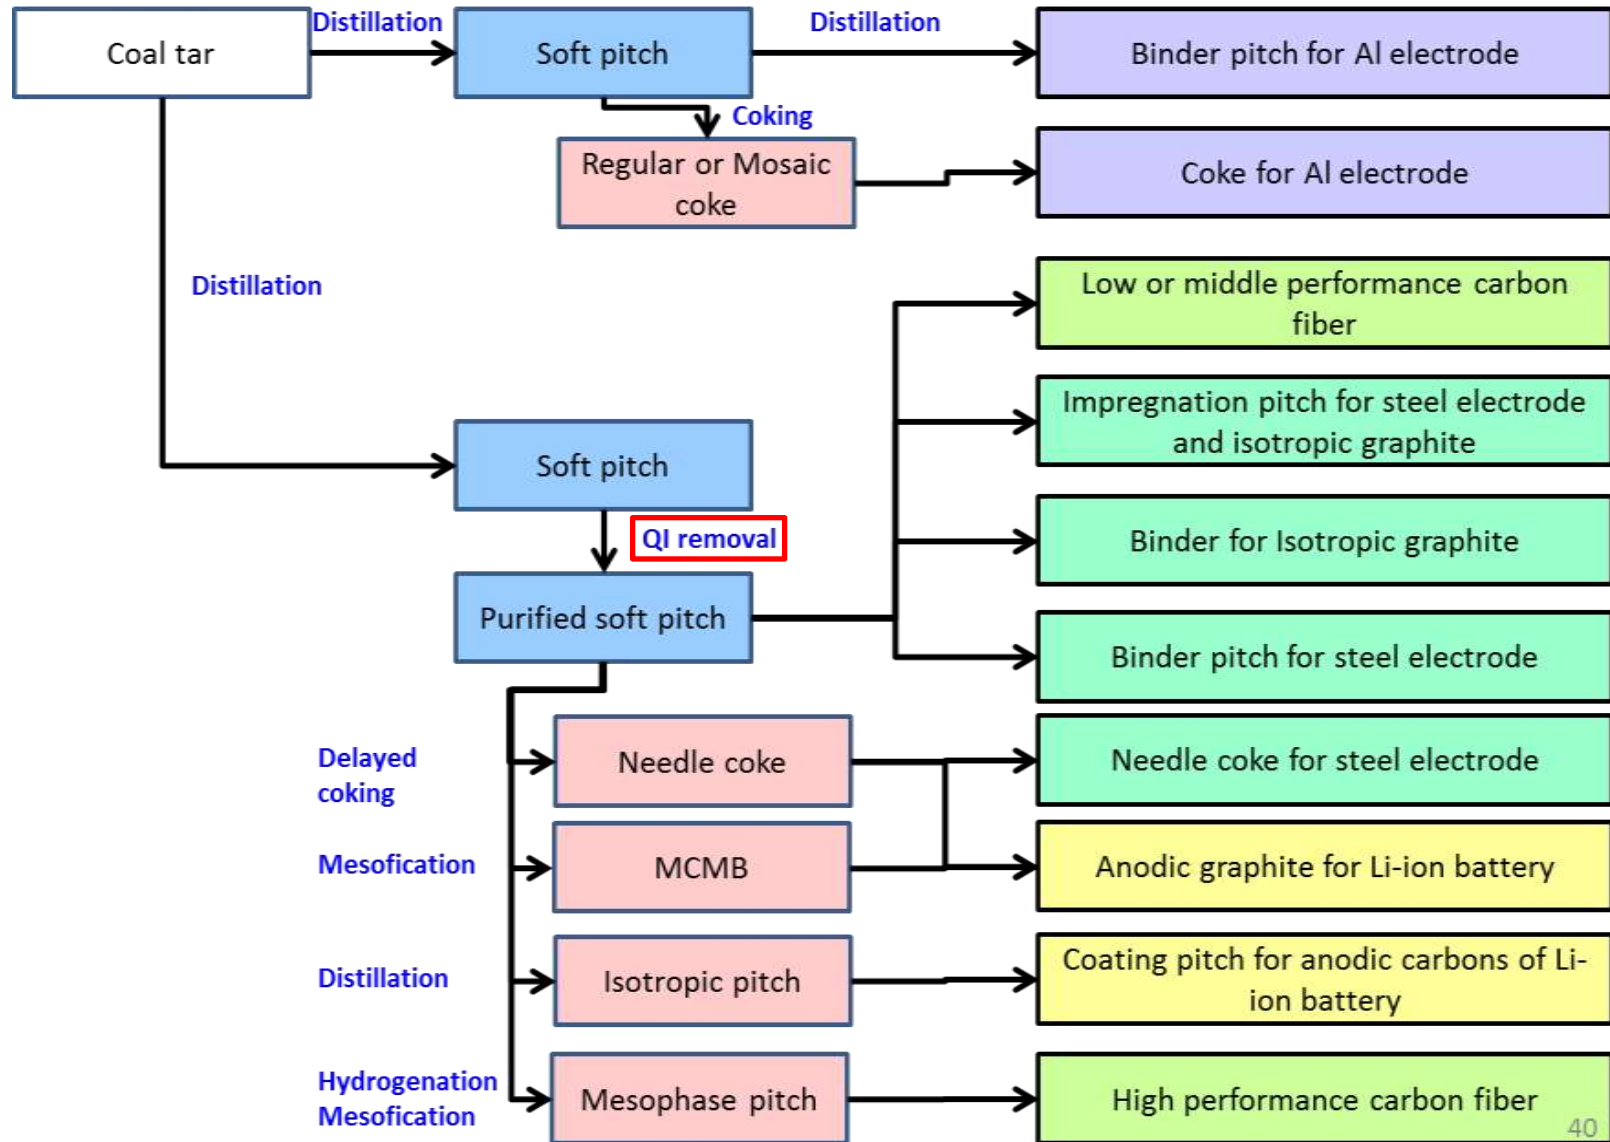 Coal tar
Distillation
Soft pitch
Distillation
Binder pitch for Al electrode
Coking
Regular or Mosaic
coke
Coke for Al electrode
Distillation
Low or middle performance carbon
fiber
Impregnation pitch for steel electrode
and isotropic graphite
Soft pitch
QI removal
Binder for Isotropic graphite
Purified soft pitch
Binder pitch for steel electrode
Delayed
coking
Needle coke
Needle coke for steel electrode
Mesofication
MCMB
Anodic graphite for Li-ion battery
Distillation
Isotropic pitch
Coating pitch for anodic carbons of Li-
ion battery
Hydrogenation
Mesofication
Mesophase pitch
High performance carbon fiber
40